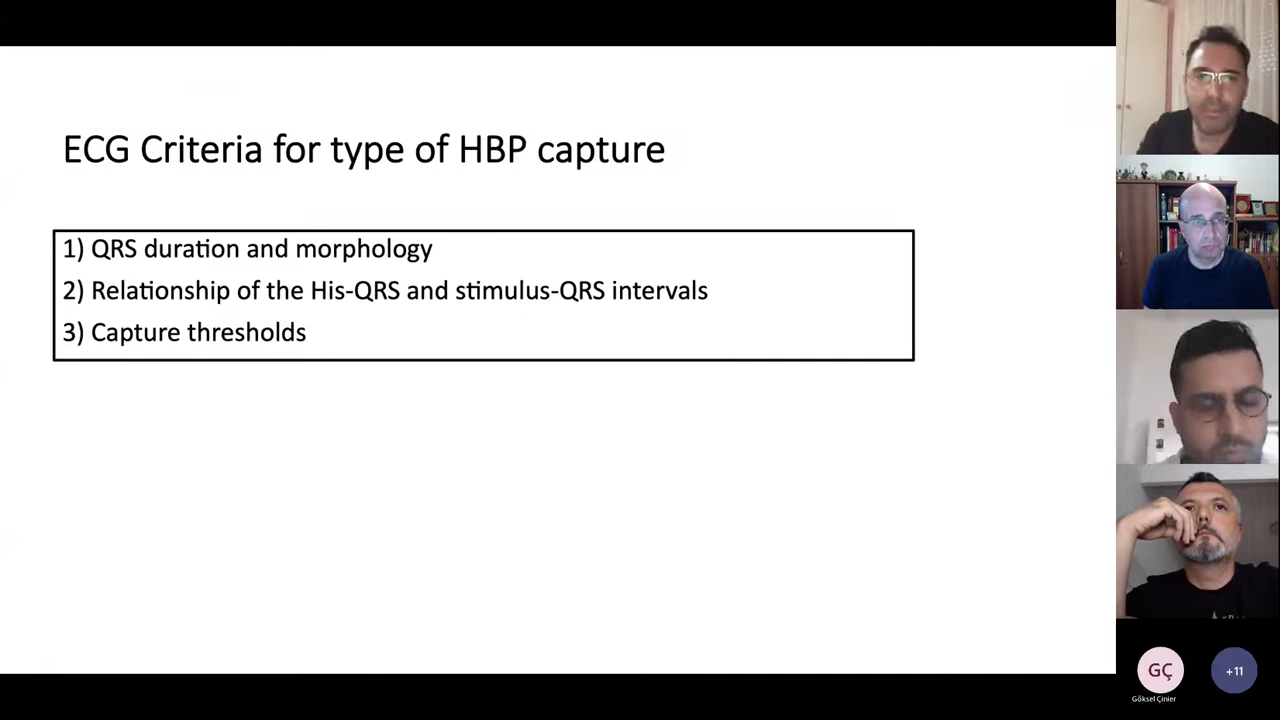 ECG Criteria for type of HBP capture
1) QRS duration and morphology
2) Relationship of the His-QRS and stimulus-QRS intervals
3) Capture thresholds
GÇ
+11
Göksel Çinier